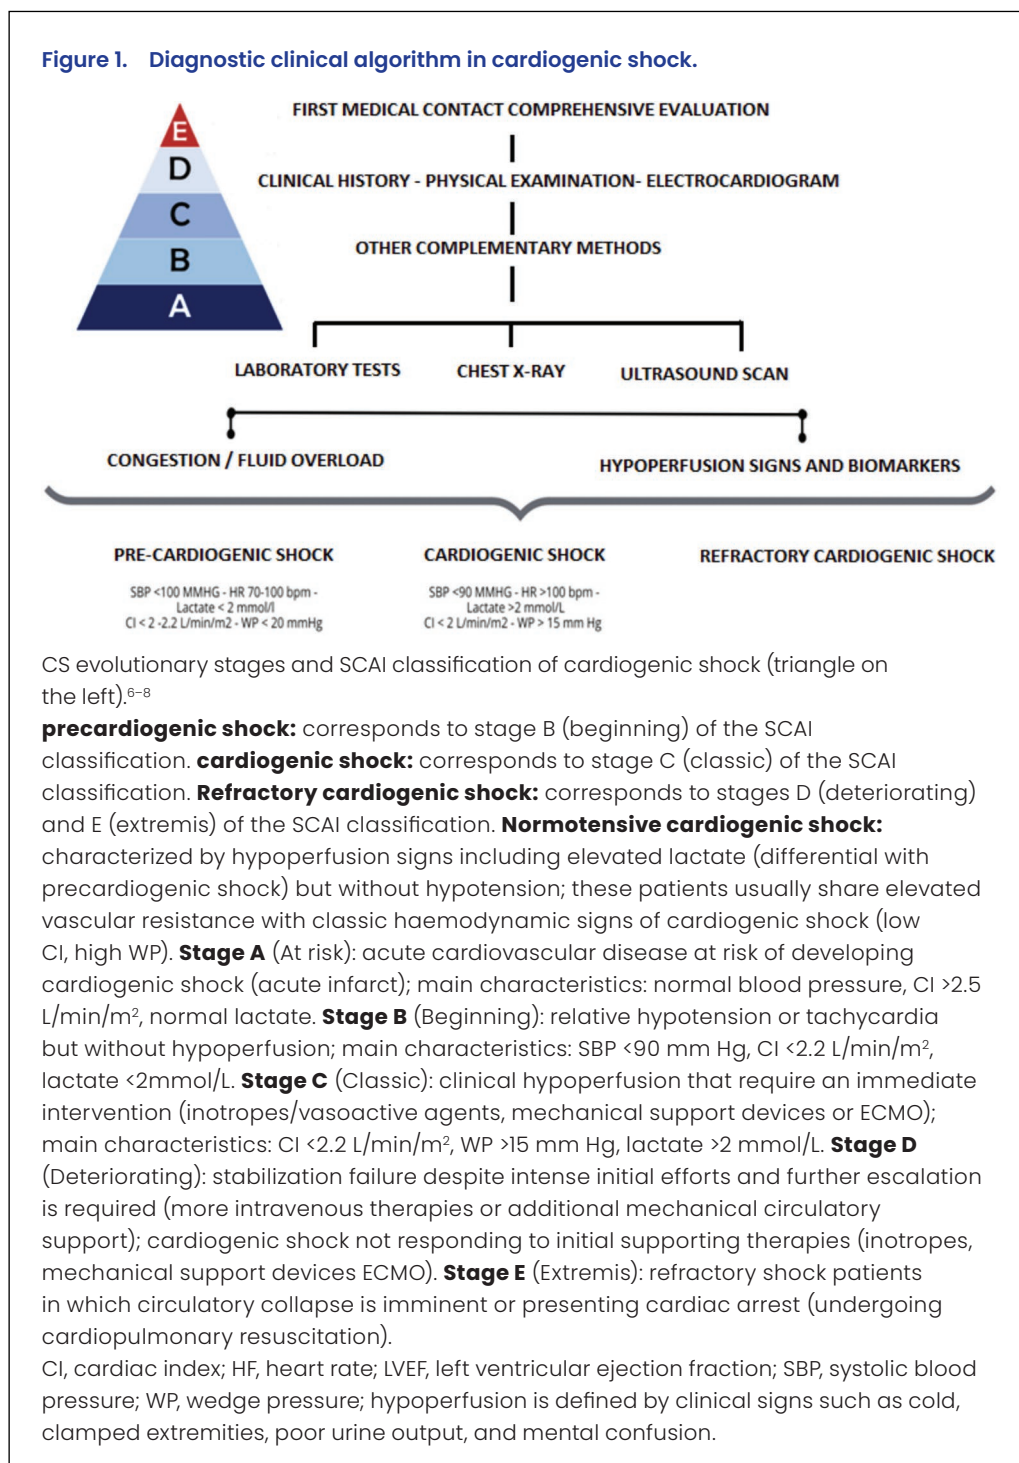 Figure 1. Diagnostic clinical algorithm in cardiogenic shock.
E
D
C
B
A
FIRST MEDICAL CONTACT COMPREHENSIVE EVALUATION
CLINICAL HISTORY - PHYSICAL EXAMINATION- ELECTROCARDIOGRAM
OTHER COMPLEMENTARY METHODS
LABORATORY TESTS
CHEST X-RAY
ULTRASOUND SCAN
CONGESTION / FLUID OVERLOAD
HYPOPERFUSION SIGNS AND BIOMARKERS
PRE-CARDIOGENIC SHOCK
SBP <100 MMHG - HR 70-100 bpm -
Lactate < 2 mmol/l
CI < 2 -2.2 L/min/m2 - WP < 20 mmHg
CARDIOGENIC SHOCK
SBP <90 MMHG - HR >100 bpm -
Lactate >2 mmol/L
CI < 2 L/min/m2 - WP > 15 mm Hg
REFRACTORY CARDIOGENIC SHOCK
CS evolutionary stages and SCAI classification of cardiogenic shock (triangle on
the left).⁶⁻⁸
precardiogenic shock: corresponds to stage B (beginning) of the SCAI
classification. cardiogenic shock: corresponds to stage C (classic) of the SCAI
classification. Refractory cardiogenic shock: corresponds to stages D (deteriorating)
and E (extremis) of the SCAI classification. Normotensive cardiogenic shock:
characterized by hypoperfusion signs including elevated lactate (differential with
precardiogenic shock) but without hypotension; these patients usually share elevated
vascular resistance with classic haemodynamic signs of cardiogenic shock (low
CI, high WP). Stage A (At risk): acute cardiovascular disease at risk of developing
cardiogenic shock (acute infarct); main characteristics: normal blood pressure, CI >2.5
L/min/m², normal lactate. Stage B (Beginning): relative hypotension or tachycardia
but without hypoperfusion; main characteristics: SBP <90 mm Hg, CI <2.2 L/min/m²,
lactate <2mmol/L. Stage C (Classic): clinical hypoperfusion that require an immediate
intervention (inotropes/vasoactive agents, mechanical support devices or ECMO);
main characteristics: CI <2.2 L/min/m², WP >15 mm Hg, lactate >2 mmol/L. Stage D
(Deteriorating): stabilization failure despite intense initial efforts and further escalation
is required (more intravenous therapies or additional mechanical circulatory
support); cardiogenic shock not responding to initial supporting therapies (inotropes,
mechanical support devices ECMO). Stage E (Extremis): refractory shock patients
in which circulatory collapse is imminent or presenting cardiac arrest (undergoing
cardiopulmonary resuscitation).
CI, cardiac index; HF, heart rate; LVEF, left ventricular ejection fraction; SBP, systolic blood
pressure; WP, wedge pressure; hypoperfusion is defined by clinical signs such as cold,
clamped extremities, poor urine output, and mental confusion.